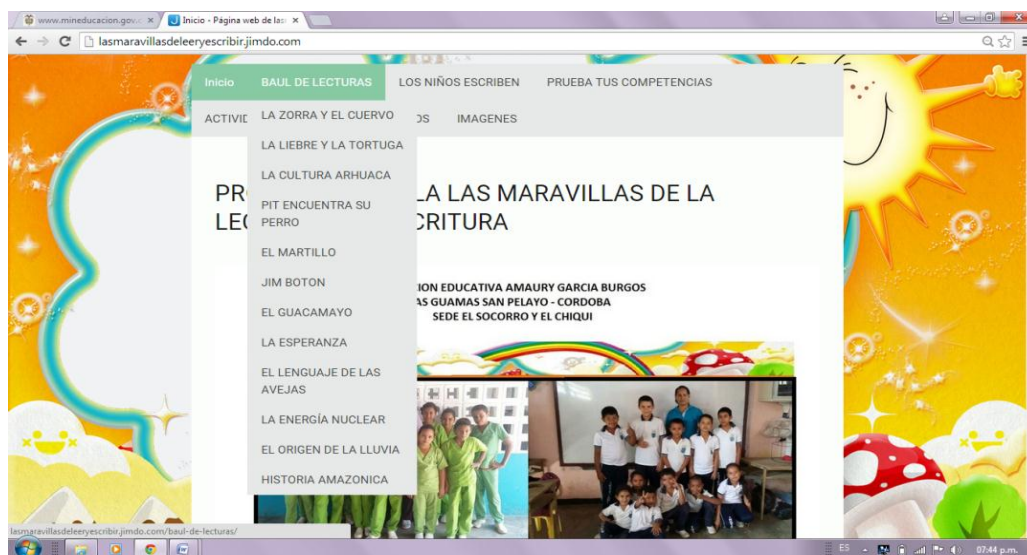 www.mineducacion.gov.c
Inicio - Página web de las
lasmaravillasdeleeryescribir.jimdo.com
Inicio BAUL DE LECTURAS LOS NIÑOS ESCRIBEN PRUEBA TUS COMPETENCIAS
ACTIVID OS IMAGENES
LA ZORRA Y EL CUERVO
LA LIEBRE Y LA TORTUGA
LA CULTURA ARHUACA
PIT ENCUENTRA SU
PERRO
EL MARTILLO
JIM BOTON
EL GUACAMAYO
LA ESPERANZA
EL LENGUAJE DE LAS
AVEJAS
LA ENERGÍA NUCLEAR
EL ORIGEN DE LA LLUVIA
HISTORIA AMAZONICA
PR LA LAS MARAVILLAS DE LA
LEC CRITURA
CION EDUCATIVA AMAURY GARCIA BURGOS
AS GUAMAS SAN PELAYO - CORDOBA
SEDE EL SOCORRO Y EL CHIQUI
lasmaravillasdeleeryescribir.jimdo.com/baul-de-lecturas/
ES 07:44 p.m.